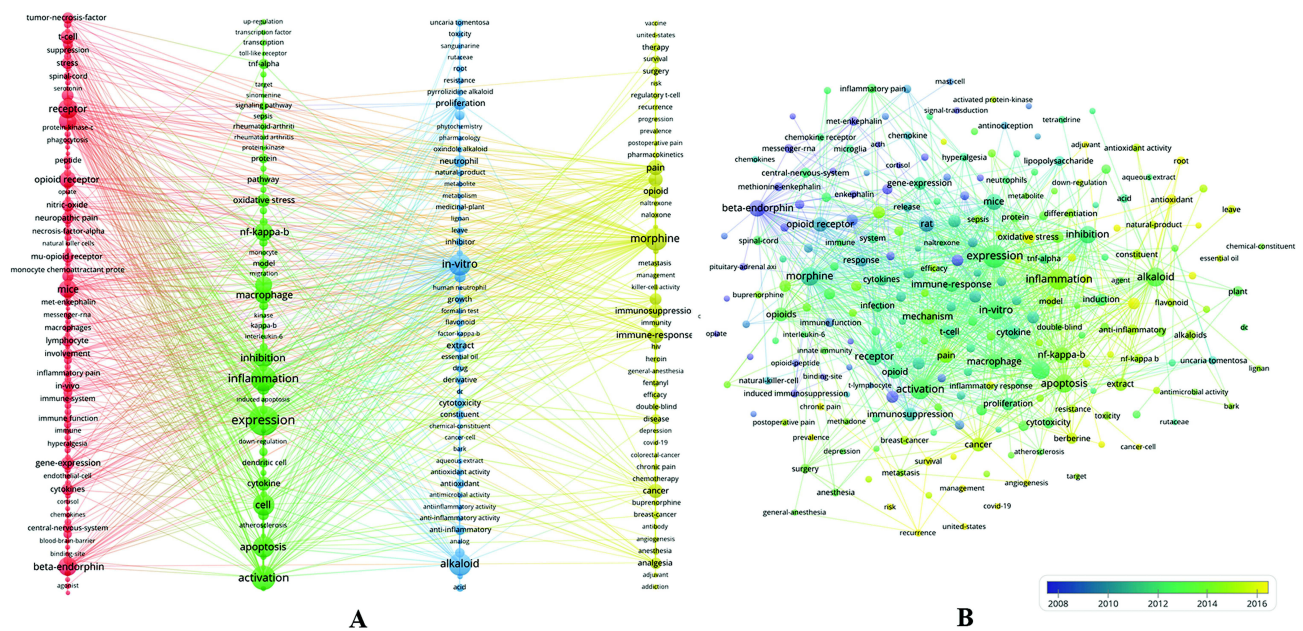 tumor-necrosis-factor
t-cell
suppression
stress
spinal-cord
serotonin
receptor
protein-kinase-c
phagocytosis
peptide
opioid receptor
opiate
nitric-oxide
neuropathic pain
necrosis-factor-alpha
natural killer cells
mu-opioid receptor
monocyte chemoattractant prote
mice
met-enkephalin
messenger-rna
macrophages
lymphocyte
involvement
inflammatory pain
in-vivo
immune-system
immune function
immune
hyperalgesia
gene-expression
endothelial-cell
cytokines
cortisol
chemokines
central-nervous-system
blood-brain-barrier
binding-site
beta-endorphin
agonist
up-regulation
transcription factor
transcription
toll-like receptor
tnf-alpha
target
sinomenine
signaling pathway
sepsis
rheumatoid-arthriti
rheumatoid arthritis
protein-kinase
protein
pathway
oxidative stress
nf-kappa-b
monocyte
model
migration
macrophage
kinase
kappa-b
interleukin-6
inhibition
inflammation
induced apoptosis
expression
down-regulation
dendritic cell
cytokine
cell
atherosclerosis
apoptosis
activation
uncaria tomentosa
toxicity
sanguinarine
rutaceae
root
resistance
pyrrolizidine alkaloid
proliferation
phytochemistry
pharmacology
oxindole alkaloid
neutrophil
natural-product
metabolite
metabolism
medicinal-plant
lignan
leave
inhibitor
in-vitro
human neutrophil
growth
formalin test
flavonoid
factor-kappa-b
extract
essential oil
drug
derivative
dc
cytotoxicity
constituent
chemical-constituent
cancer-cell
bark
aqueous extract
antioxidant activity
antioxidant
antimicrobial activity
antiinflammatory activity
anti-inflammatory activity
anti-inflammatory
analog
alkaloid
acid
vaccine
united-states
therapy
survival
surgery
risk
regulatory t-cell
recurrence
progression
prevalence
postoperative pain
pharmacokinetics
pain
opioid
naltrexone
naloxone
morphine
metastasis
management
killer-cell activity
immunosuppressio
immunity
immune-response
hiv
heroin
general-anesthesia
fentanyl
efficacy
double-blind
disease
depression
covid-19
colorectal-cancer
chronic pain
chemotherapy
cancer
buprenorphine
breast-cancer
antibody
angiogenesis
anesthesia
analgesia
adjuvant
addiction
A
mast-cell
inflammatory pain
activated protein-kinase
signal-transduction
met-enkephalin
tetrandrine
antinociception
chemokine receptor
chemokine
messenger-rna
acth
adjuvant
antioxidant activity
microglia
hyperalgesia
chemokines
lipopolysaccharide
root
cortisol
central-nervous-system
neutrophils
aqueous extract
gene-expression
down-regulation
methionine-enkephalin
enkephalin
metabolite
acid
antioxidant
mice
beta-endorphin
release
leave
differentiation
protein
sepsis
opioid receptor
rat
natural-product
inhibition
oxidative stress
spinal-cord
immune
system
naltrexone
chemical-constituent
expression
tnf-alpha
constituent
essential oil
response
pituitary-adrenal axi
efficacy
morphine
cytokines
inflammation
agent
alkaloid
immune-response
plant
buprenorphine
model
induction
flavonoid
infection
in-vitro
opioids
mechanism
c
immune function
double-blind
dc
opiate
t-cell
cytokine
anti-inflammatory
interleukin-6
alkaloids
innate immunity
receptor
pain
nf-kappa-b
nf-kappa b
uncaria tomentosa
opioid-peptide
macrophage
lignan
opioid
binding-site
natural-killer-cell
t-lymphocyte
inflammatory response
apoptosis
extract
activation
induced immunosuppression
antimicrobial activity
proliferation
chronic pain
bark
resistance
immunosuppression
toxicity
postoperative pain
methadone
cytotoxicity
rutaceae
prevalence
breast-cancer
cancer
berberine
cancer-cell
depression
atherosclerosis
survival
surgery
metastasis
target
angiogenesis
management
anesthesia
risk
covid-19
general-anesthesia
united-states
recurrence
2008
2010
2012
2014
2016
B